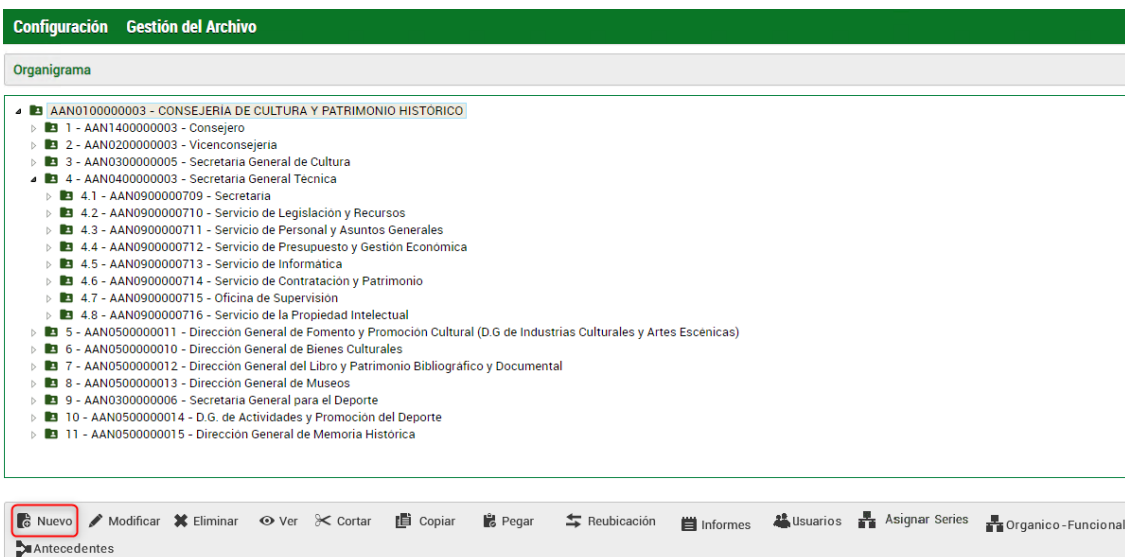 Configuración Gestión del Archivo
Organigrama
AAN0100000003 - CONSEJERÍA DE CULTURA Y PATRIMONIO HISTÓRICO
1 - AAN1400000003 - Consejero
2 - AAN0200000003 - Vicenconsejeria
3 - AAN0300000005 - Secretaria General de Cultura
4 - AAN0400000003 - Secretaria General Técnica
4.1 - AAN0900000709 - Secretaria
4.2 - AAN0900000710 - Servicio de Legislación y Recursos
4.3 - AAN0900000711 - Servicio de Personal y Asuntos Generales
4.4 - AAN0900000712 - Servicio de Presupuesto y Gestión Económica
4.5 - AAN0900000713 - Servicio de Informática
4.6 - AAN0900000714 - Servicio de Contratación y Patrimonio
4.7 - AAN0900000715 - Oficina de Supervisión
4.8 - AAN0900000716 - Servicio de la Propiedad Intelectual
5 - AAN0500000011 - Dirección General de Fomento y Promoción Cultural (D.G de Industrias Culturales y Artes Escénicas)
6 - AAN0500000010 - Dirección General de Bienes Culturales
7 - AAN0500000012 - Dirección General del Libro y Patrimonio Bibliográfico y Documental
8 - AAN0500000013 - Dirección General de Museos
9 - AAN0300000006 - Secretaria General para el Deporte
10 - AAN0500000014 - D.G. de Actividades y Promoción del Deporte
11 - AAN0500000015 - Dirección General de Memoria Histórica
Nuevo Modificar Eliminar Ver Cortar Copiar Pegar Reubicación Informes Usuarios Asignar Series Organico-Funcional
Antecedentes